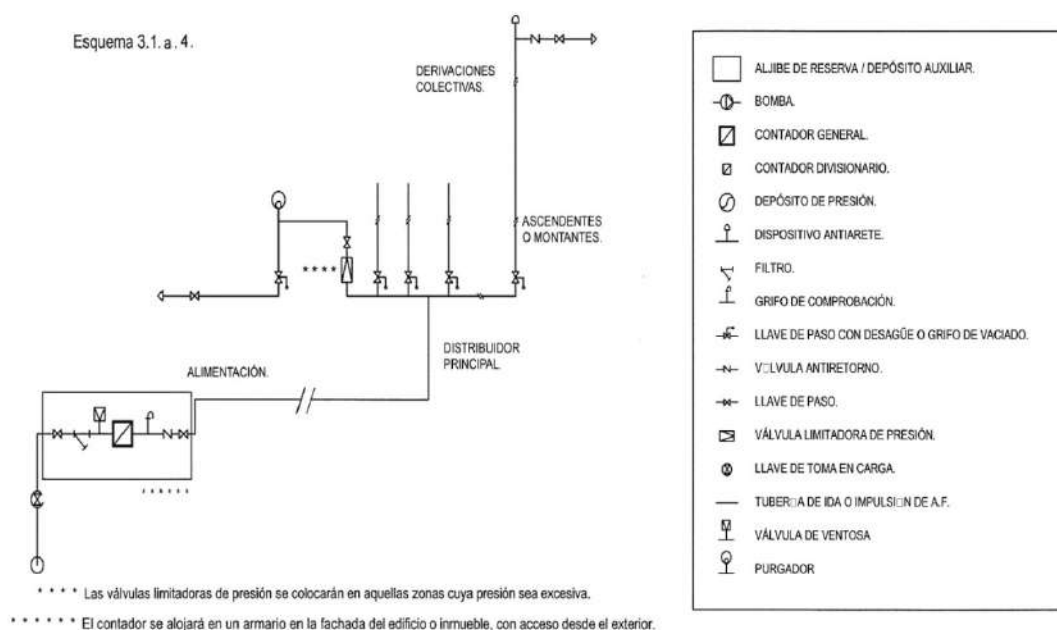 Esquema 3.1.a.4.
DERIVACIONES
COLECTIVAS.
ASCENDENTES
O MONTANTES.
* * * *
DISTRIBUIDOR
PRINCIPAL.
ALIMENTACIÓN.
* * * * * *
* * * * Las válvulas limitadoras de presión se colocarán en aquellas zonas cuya presión sea excesiva.
* * * * * * El contador se alojará en un armario en la fachada del edificio o inmueble, con acceso desde el exterior.
ALJIBE DE RESERVA / DEPÓSITO AUXILIAR.
BOMBA.
CONTADOR GENERAL.
CONTADOR DIVISIONARIO.
DEPÓSITO DE PRESIÓN.
DISPOSITIVO ANTIARETE.
FILTRO.
GRIFO DE COMPROBACIÓN.
LLAVE DE PASO CON DESAGÜE O GRIFO DE VACIADO.
V□LVULA ANTIRETORNO.
LLAVE DE PASO.
VÁLVULA LIMITADORA DE PRESIÓN.
LLAVE DE TOMA EN CARGA.
TUBER□A DE IDA O IMPULSI□N DE A.F.
VÁLVULA DE VENTOSA
PURGADOR